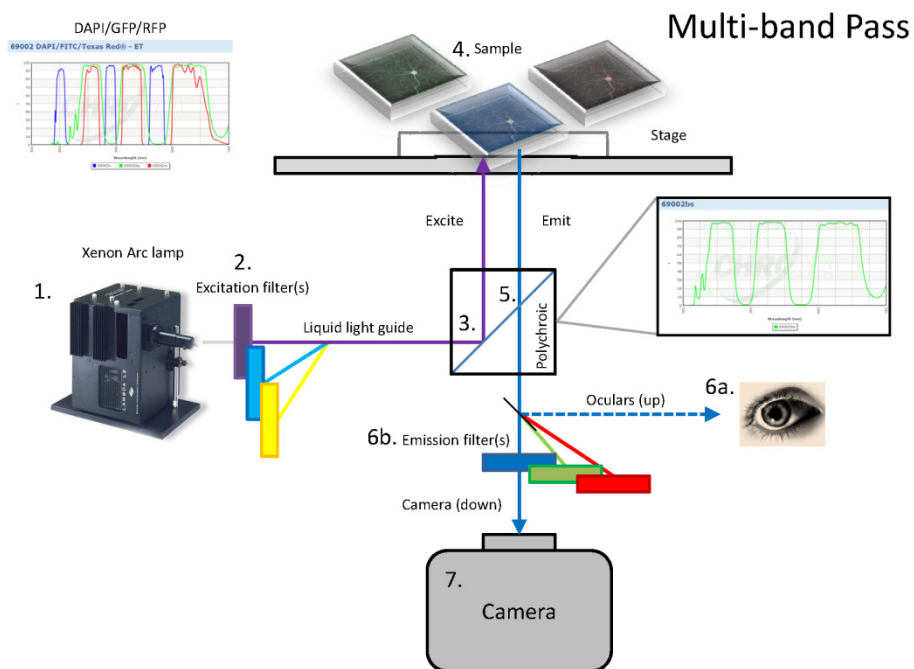 DAPI/GFP/RFP
Multi-band Pass
69002 DAPI/FITC/Texas Red® - ET
4. Sample
Stage
Excite
Emit
69002bs
Xenon Arc lamp
1.
2.
Excitation filter(s)
Liquid light guide
3.
5.
Polychroic
Oculars (up)
6a.
6b. Emission filter(s)
Camera (down)
7.
Camera